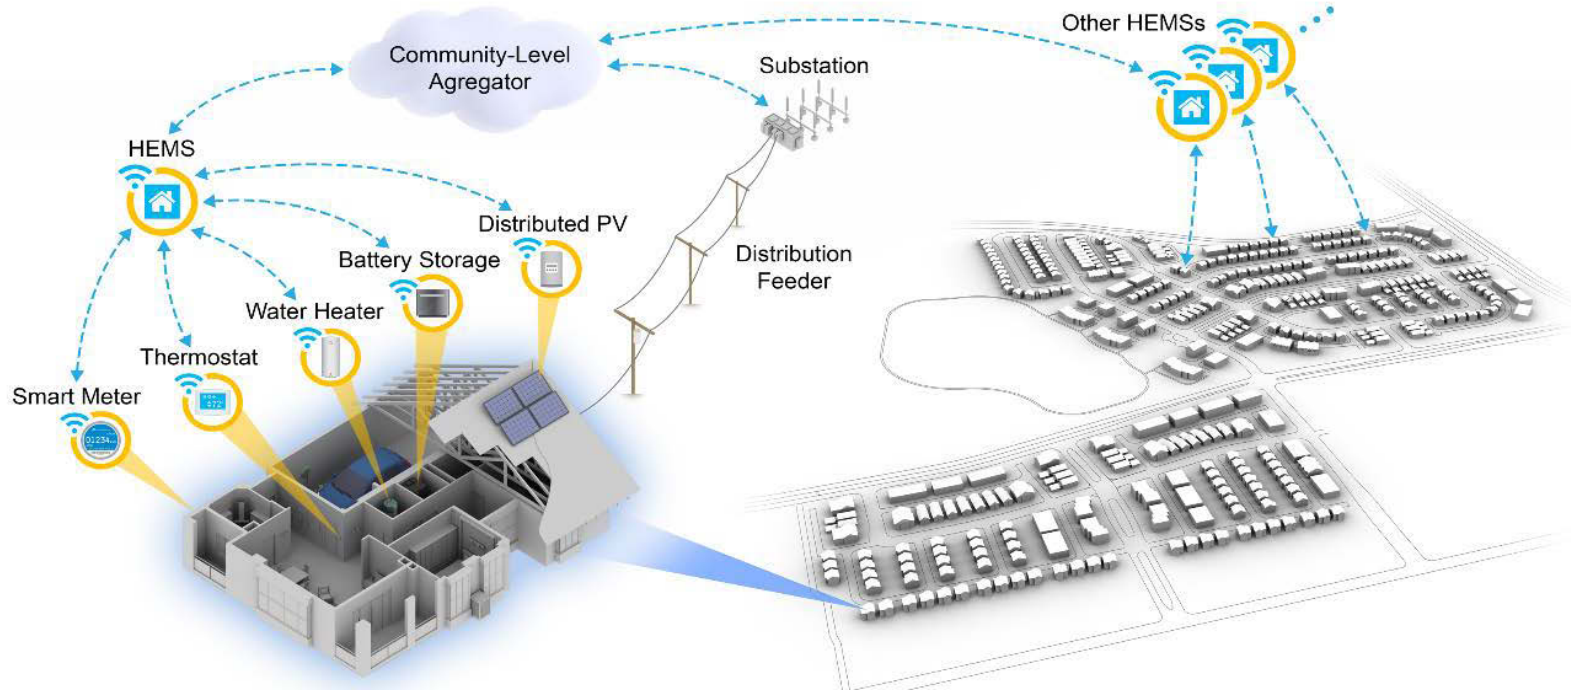 Community-Level
Agregator
Substation
Other HEMSs
HEMS
Distributed PV
Battery Storage
Water Heater
Thermostat
Smart Meter
Distribution
Feeder